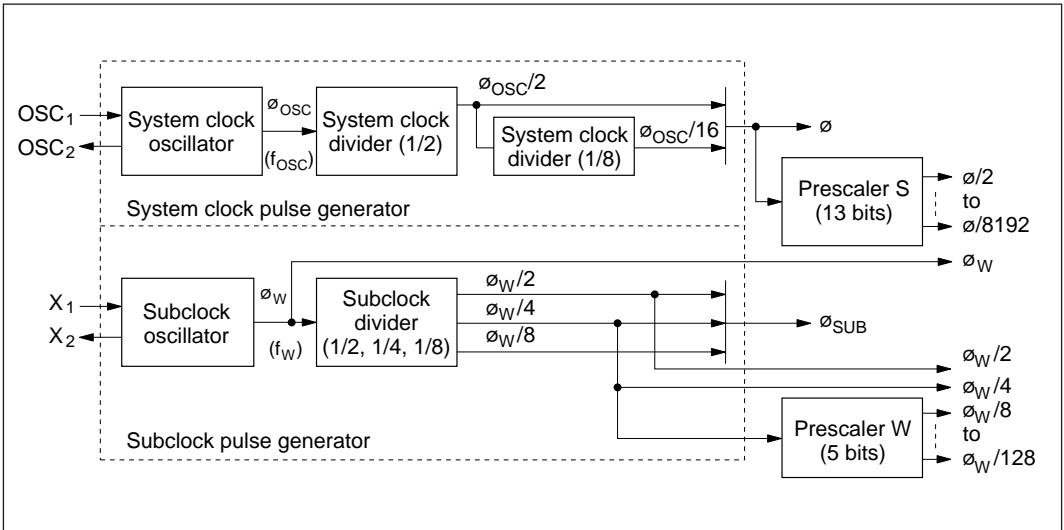 OSC1
OSC2
System clock
oscillator
øOSC
(fOSC)
System clock
divider (1/2)
øOSC/2
System clock
divider (1/8)
øOSC/16
ø
Prescaler S
(13 bits)
ø/2
to
ø/8192
System clock pulse generator
øW
X1
X2
Subclock
oscillator
øW
(fW)
Subclock
divider
(1/2, 1/4, 1/8)
øW/2
øW/4
øW/8
øSUB
øW/2
øW/4
Prescaler W
(5 bits)
øW/8
to
øW/128
Subclock pulse generator